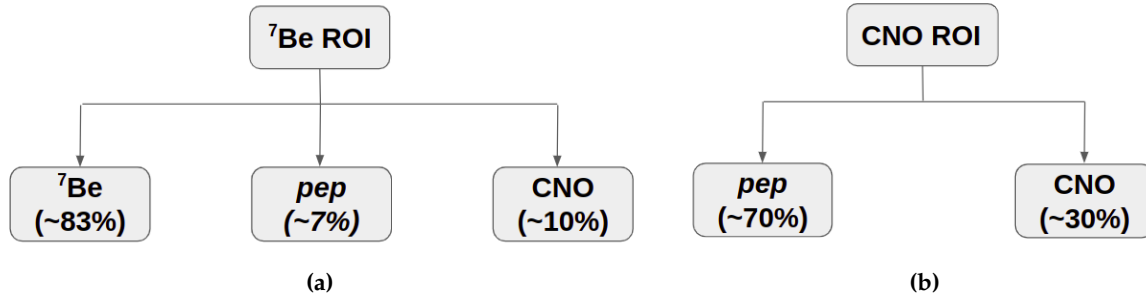 ⁷Be ROI
⁷Be
(~83%)
pep
(~7%)
CNO
(~10%)
(a)
CNO ROI
pep
(~70%)
CNO
(~30%)
(b)